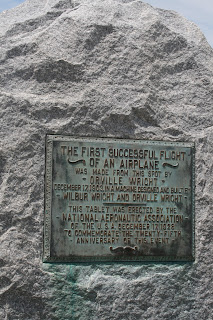 THE FIRST SUCCESSFUL FLIGHT
OF AN AIRPLANE
WAS MADE FROM THIS SPOT BY
ORVILLE WRIGHT
DECEMBER 17, 1903, IN A MACHINE DESIGNED AND BUILT BY
WILBUR WRIGHT AND ORVILLE WRIGHT
THIS TABLET WAS ERECTED BY THE
NATIONAL AERONAUTIC ASSOCIATION
OF THE U.S.A. DECEMBER 17, 1928
TO COMMEMORATE THE TWENTY-FIFTH
ANNIVERSARY OF THIS EVENT